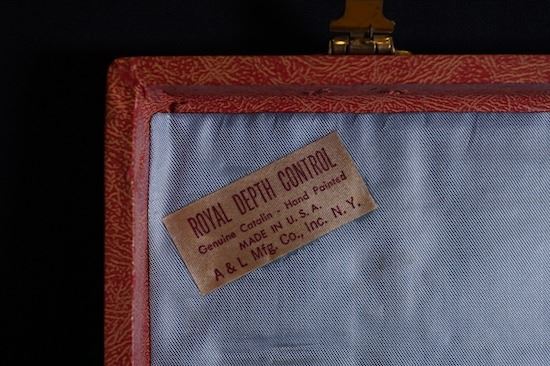 ROYAL DEPTH CONTROL
Genuine Catalin - Hand Painted
MADE IN U.S.A.
A & L Mfg. Co., Inc. N.Y.